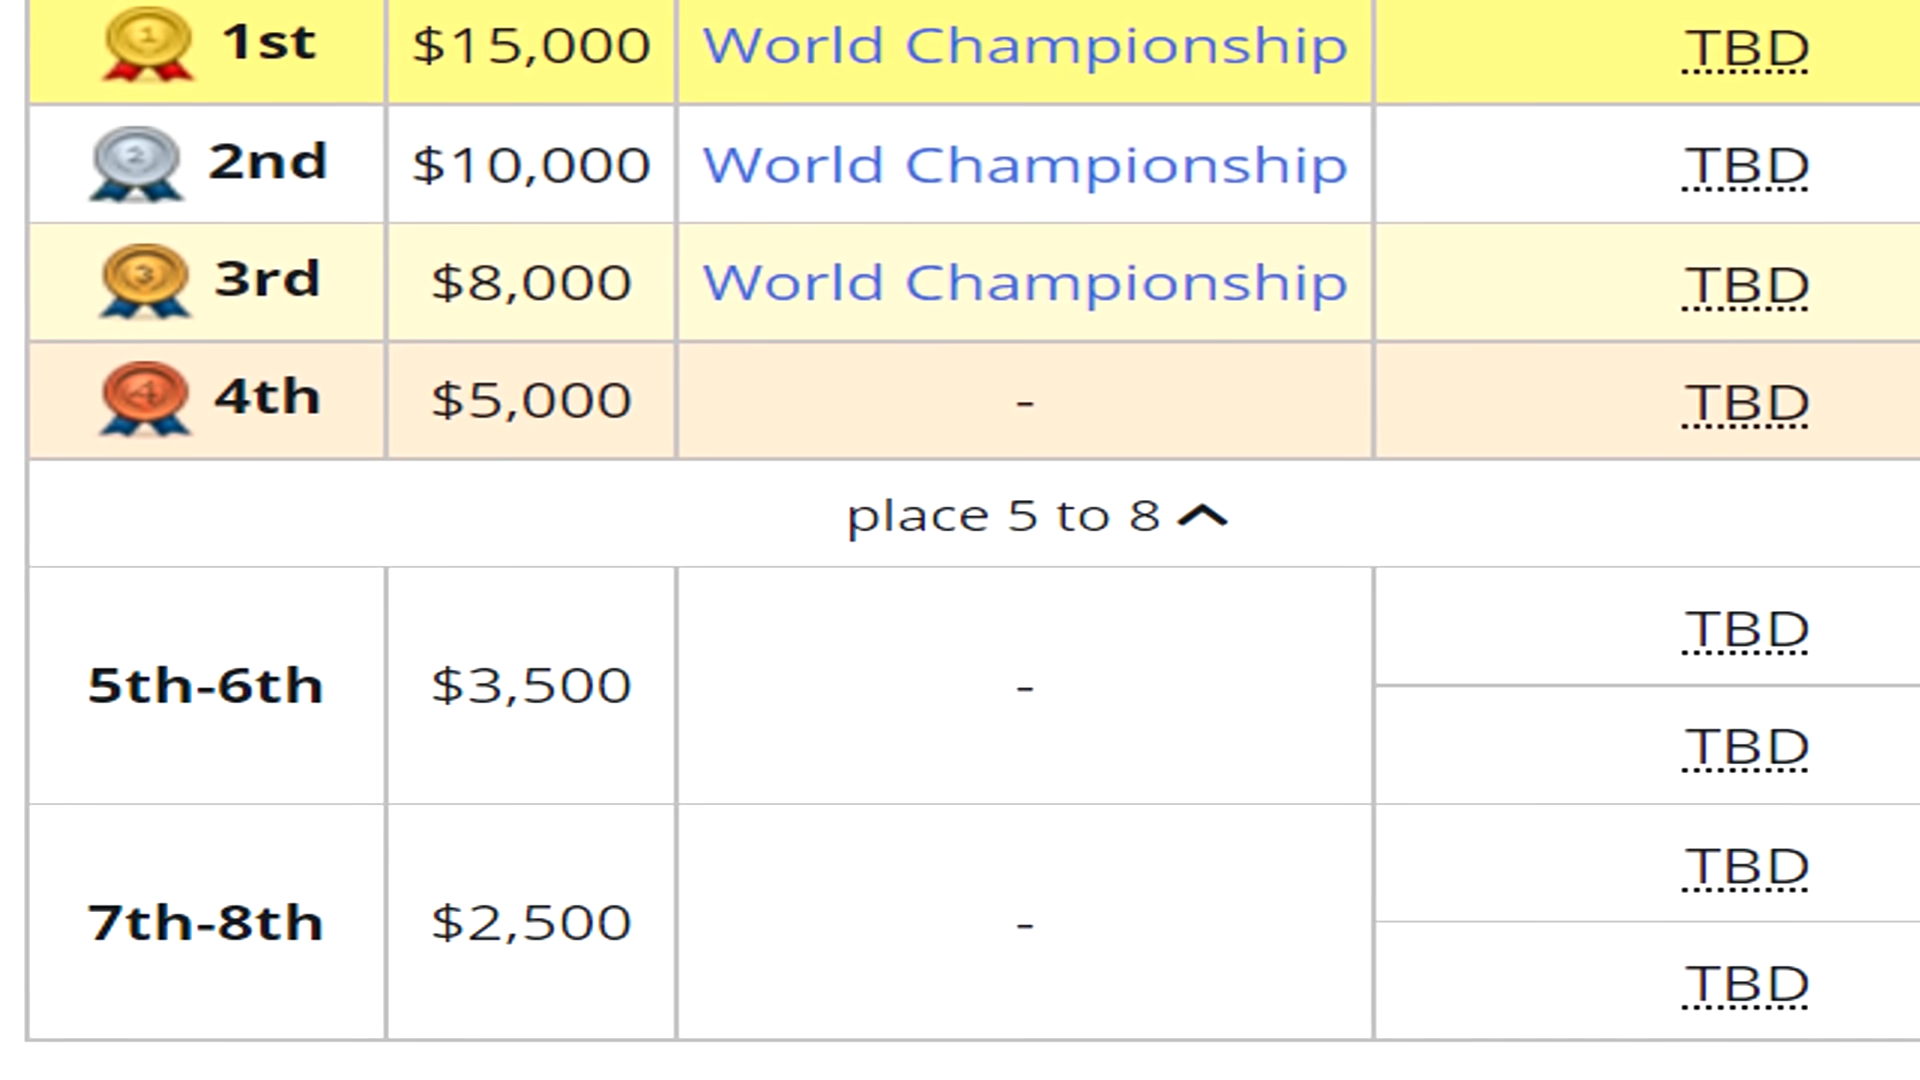 1st $15,000 World Championship TBD
2nd $10,000 World Championship TBD
3rd $8,000 World Championship TBD
4th $5,000 - TBD
place 5 to 8
5th-6th $3,500 - TBD
TBD
7th-8th $2,500 - TBD
TBD